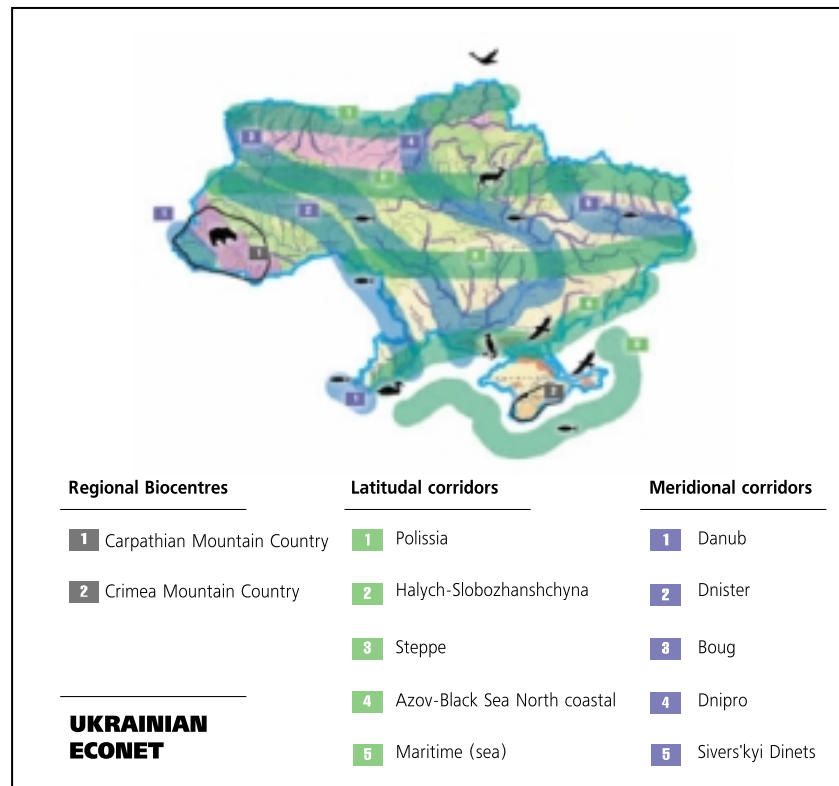 Regional Biocentres
1 Carpathian Mountain Country
2 Crimea Mountain Country
UKRAINIAN
ECONET
Latitudal corridors
1 Polissia
2 Halych-Slobozhanshchyna
3 Steppe
4 Azov-Black Sea North coastal
5 Maritime (sea)
Meridional corridors
1 Danub
2 Dnister
3 Boug
4 Dnipro
5 Sivers'kyi Dinets